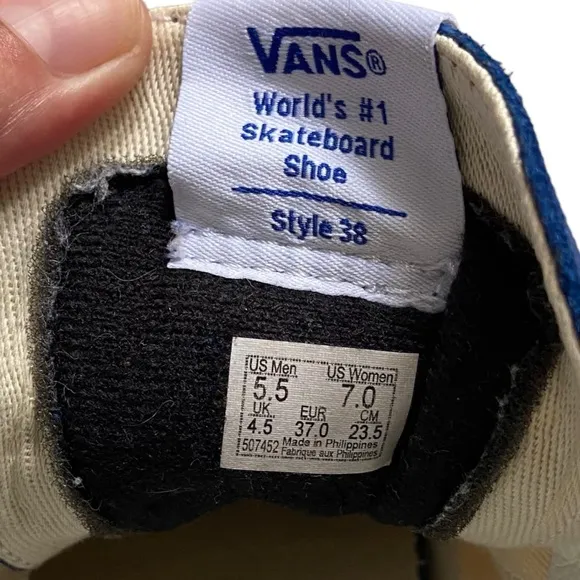 VANS®
World's #1
Skateboard
Shoe
Style 38
US Men US Women
5.5 7.0
UK EUR CM
4.5 37.0 23.5
507452 Made in Philippines
Fabrique aux Philippines